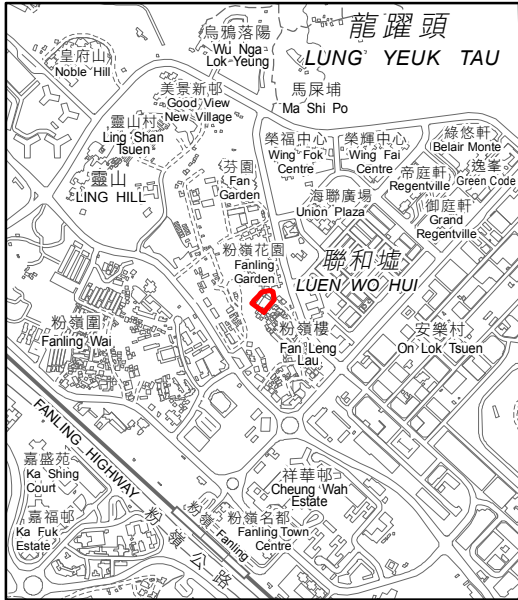 龍躍頭
LUNG YEUK TAU
烏鴉落陽
Wu Nga
Lok Yeung
皇府山
Noble Hill
美景新邨
Good View
New Village
馬屎埔
Ma Shi Po
靈山村
Ling Shan
Tsuen
靈山
LING HILL
芬園
Fan
Garden
榮福中心
Wing Fok
Centre
榮輝中心
Wing Fai
Centre
綠悠軒
Belair Monte
帝庭軒
Regentville
逸峯
Green Code
海聯廣場
Union Plaza
御庭軒
Grand
Regentville
粉嶺花園
Fanling
Garden
聯和墟
LUEN WO HUI
粉嶺圍
Fanling Wai
粉嶺樓
Fan Leng
Lau
安樂村
On Lok Tsuen
FANLING HIGHWAY
粉嶺公路
嘉盛苑
Ka Shing
Court
嘉福邨
Ka Fuk
Estate
祥華邨
Cheung Wah
Estate
粉嶺
Fanling
粉嶺名都
Fanling Town
Centre